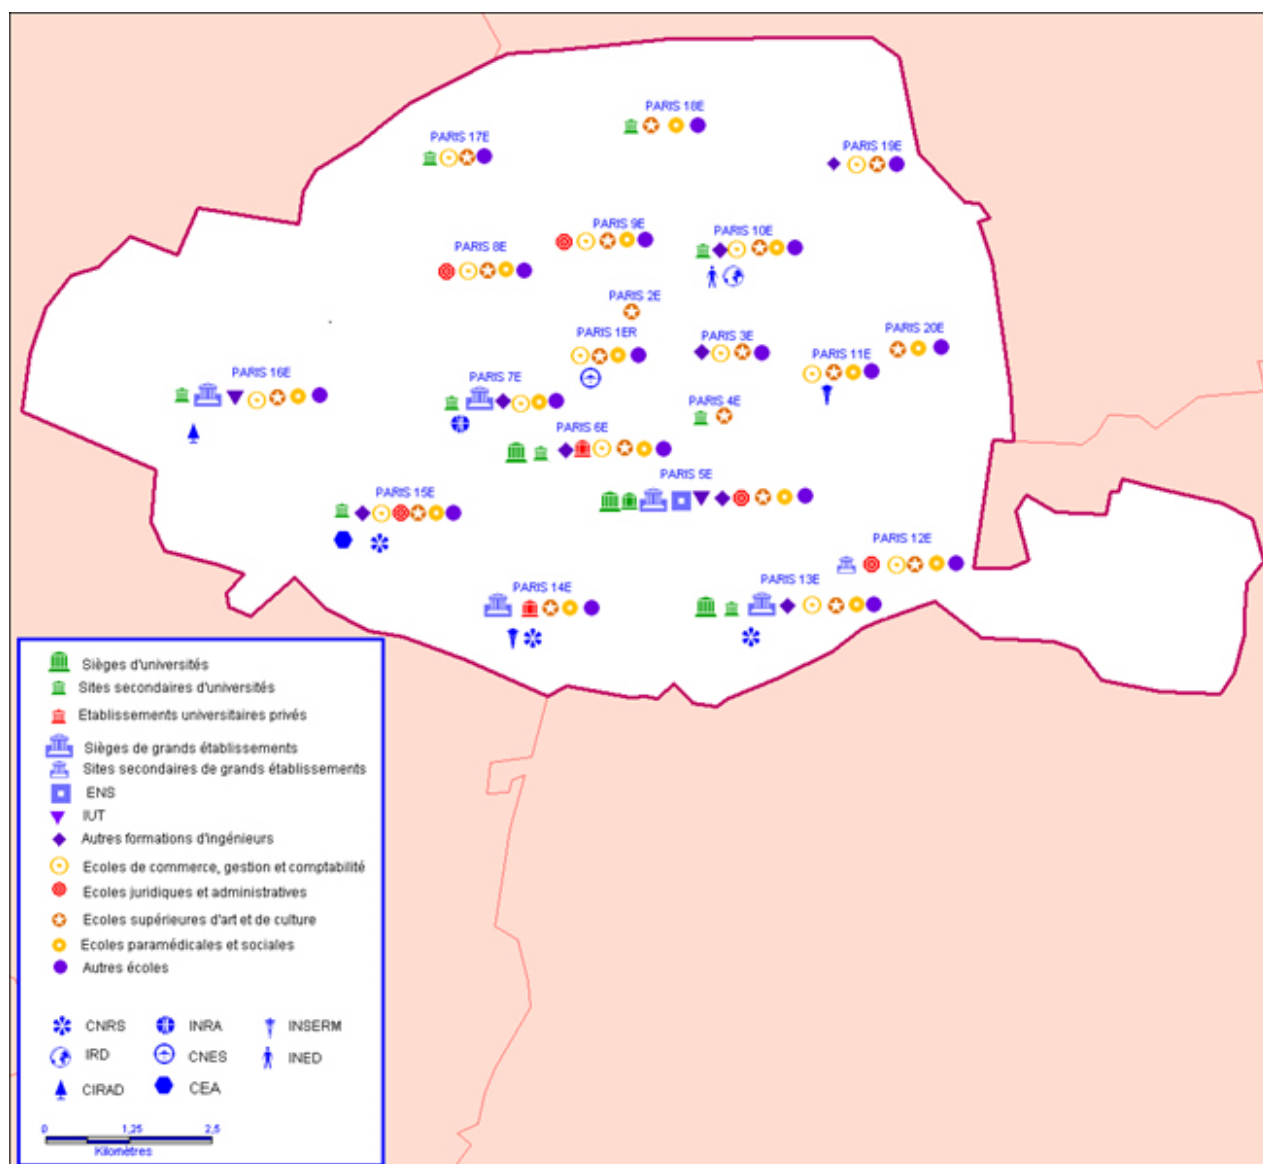 PARIS 18E
PARIS 17E
PARIS 19E
PARIS 9E
PARIS 10E
PARIS 8E
PARIS 2E
PARIS 1ER
PARIS 3E
PARIS 20E
PARIS 11E
PARIS 16E
PARIS 7E
PARIS 4E
PARIS 6E
PARIS 5E
PARIS 15E
PARIS 12E
PARIS 14E
PARIS 13E
Sièges d'universités
Sites secondaires d'universités
Etablissements universitaires privés
Sièges de grands établissements
Sites secondaires de grands établissements
ENS
IUT
Autres formations d'ingénieurs
Ecoles de commerce, gestion et comptabilité
Ecoles juridiques et administratives
Ecoles supérieures d'art et de culture
Ecoles paramédicales et sociales
Autres écoles
CNRS INRA INSERM
IRD CNES INED
CIRAD CEA
0 1,25 2,5
Kilomètres